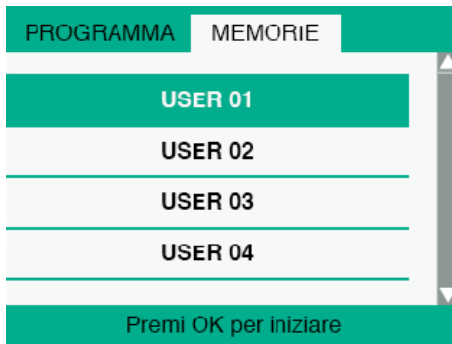 PROGRAMMA MEMORIE
USER 01
USER 02
USER 03
USER 04
Premi OK per iniziare